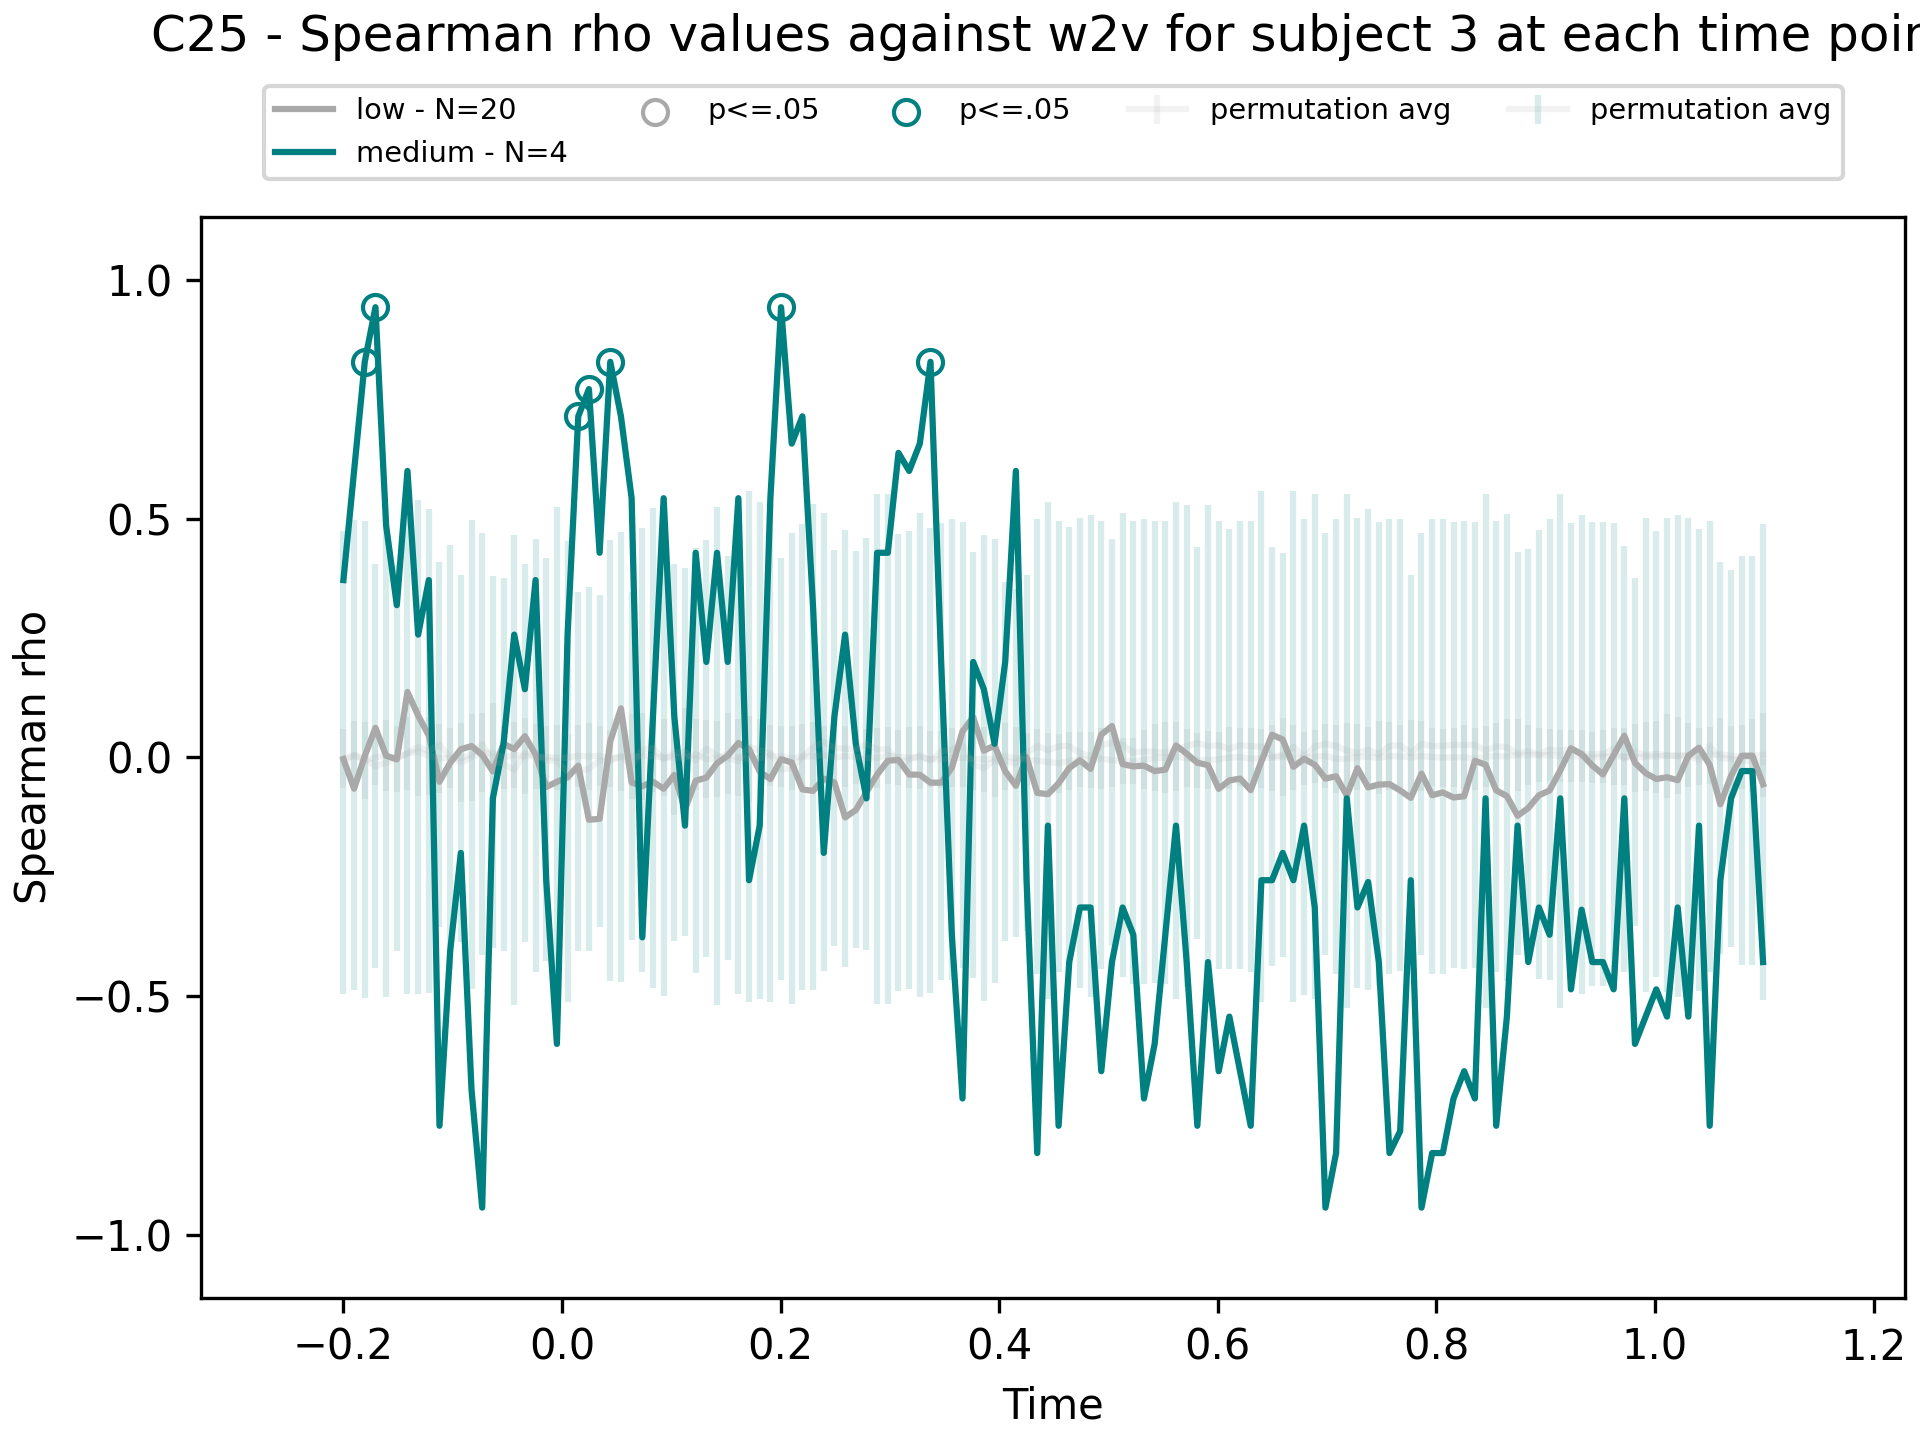 C25 - Spearman rho values against w2v for subject 3 at each time poin
low - N=20
medium - N=4
p<=.05
p<=.05
permutation avg
permutation avg
Spearman rho
1.0
0.5
0.0
−0.5
−1.0
−0.2 0.0 0.2 0.4 0.6 0.8 1.0 1.2
Time